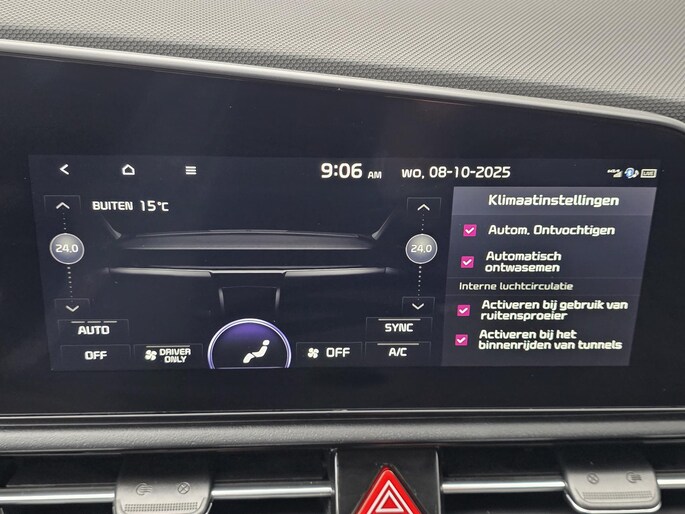 9:06 AM WO, 08-10-2025
BUITEN 15°C
24.0
24.0
AUTO
OFF
DRIVER ONLY
OFF
SYNC
A/C
Klimaatinstellingen
Autom. Ontvochtigen
Automatisch
ontwasemen
Interne luchtcirculatie
Activeren bij gebruik van
ruitensproeier
Activeren bij het
binnenrijden van tunnels